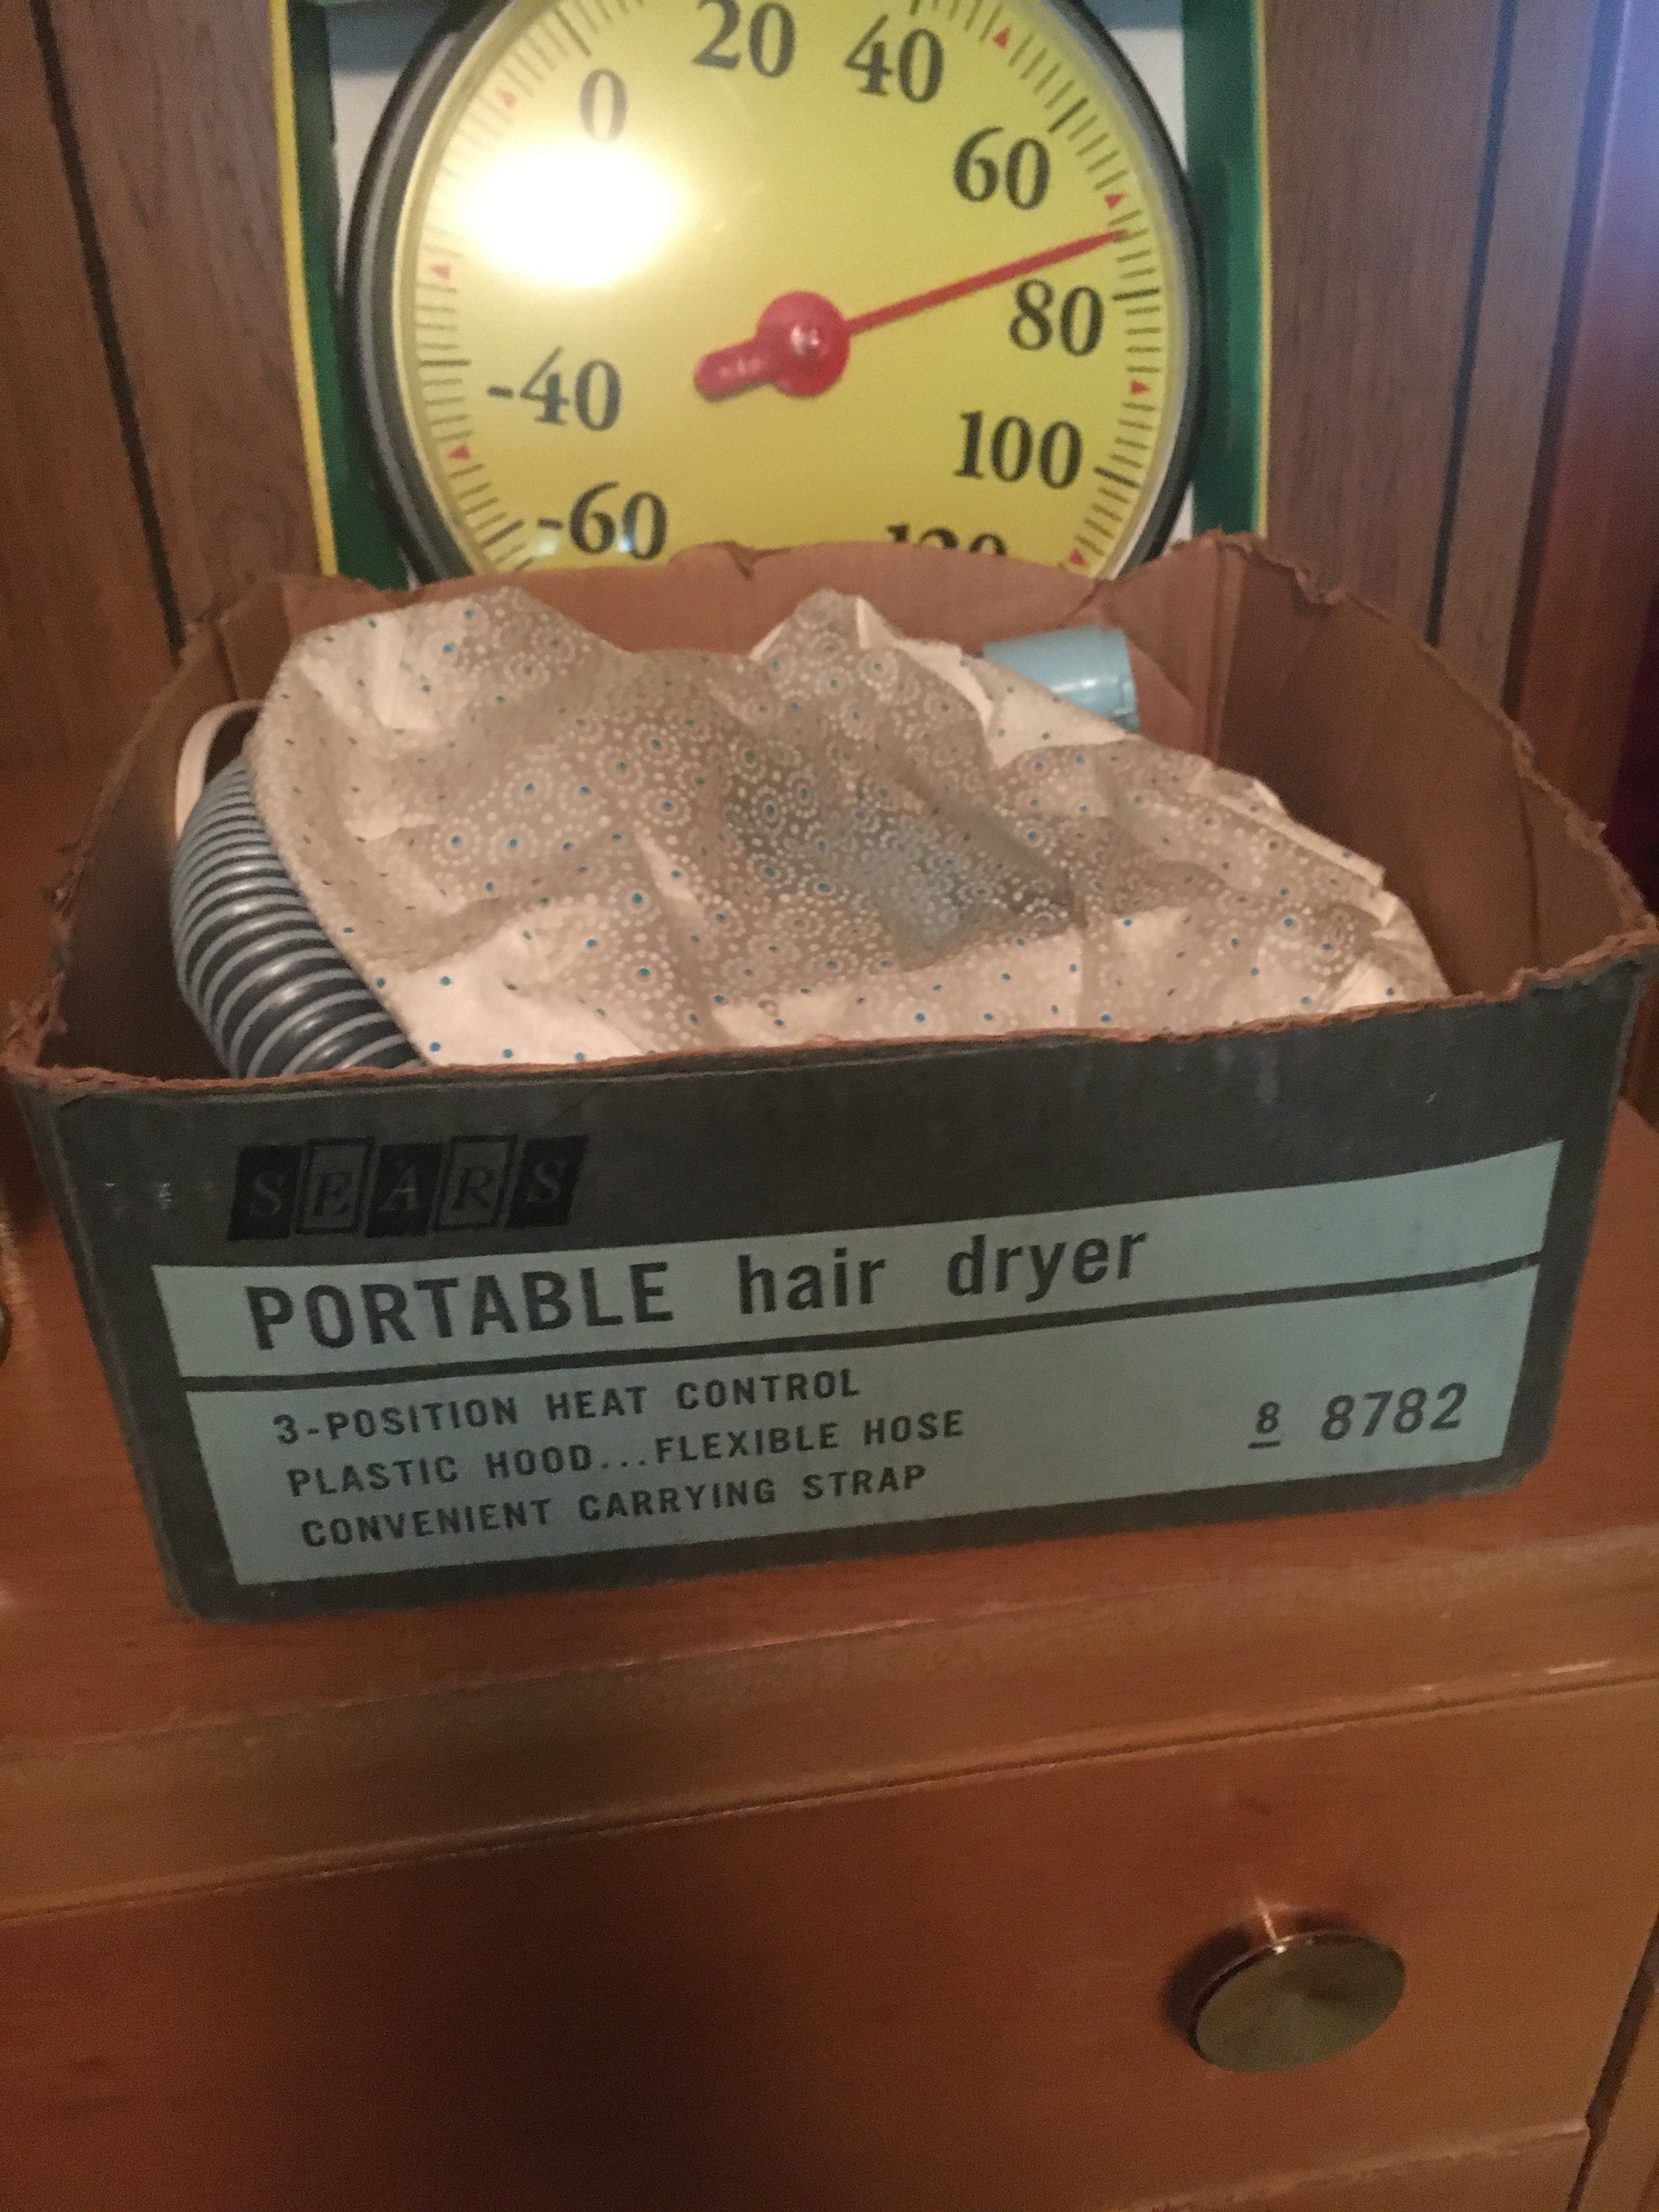 20 40
0
60
80
-40
100
-60
120
SEARS
PORTABLE hair dryer
3-POSITION HEAT CONTROL
PLASTIC HOOD...FLEXIBLE HOSE
CONVENIENT CARRYING STRAP
8 8782